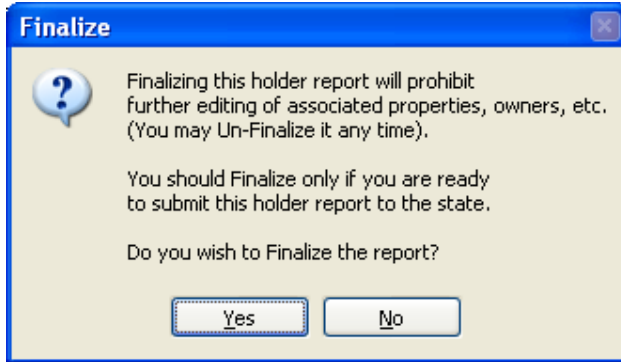 Finalize
Finalizing this holder report will prohibit
further editing of associated properties, owners, etc.
(You may Un-Finalize it any time).
You should Finalize only if you are ready
to submit this holder report to the state.
Do you wish to Finalize the report?
Yes
No